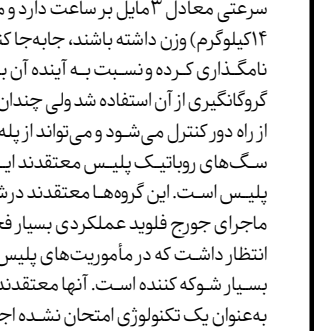 سرعتی معادل ۳مایل بر ساعت دارد و م
۱۴کیلوگرم) وزن داشته باشند، جابه‌جا ک
نامگذاری کرده و نسبت به آینده آن ب
گروگانگیری از آن استفاده شد ولی چندان
از راه دور کنترل می‌شود و می‌تواند از پله
سگ‌های روباتیک پلیس معتقدند ایـ
پلیس است. این گروه‌ها معتقدند درش
ماجرای جورج فلوید عملکردی بسیار فج
انتظار داشت که در مأموریت‌های پلیس
بسیار شوکه کننده است. آنها معتقدند
به‌عنوان یک تکنولوژی امتحان نشده اج